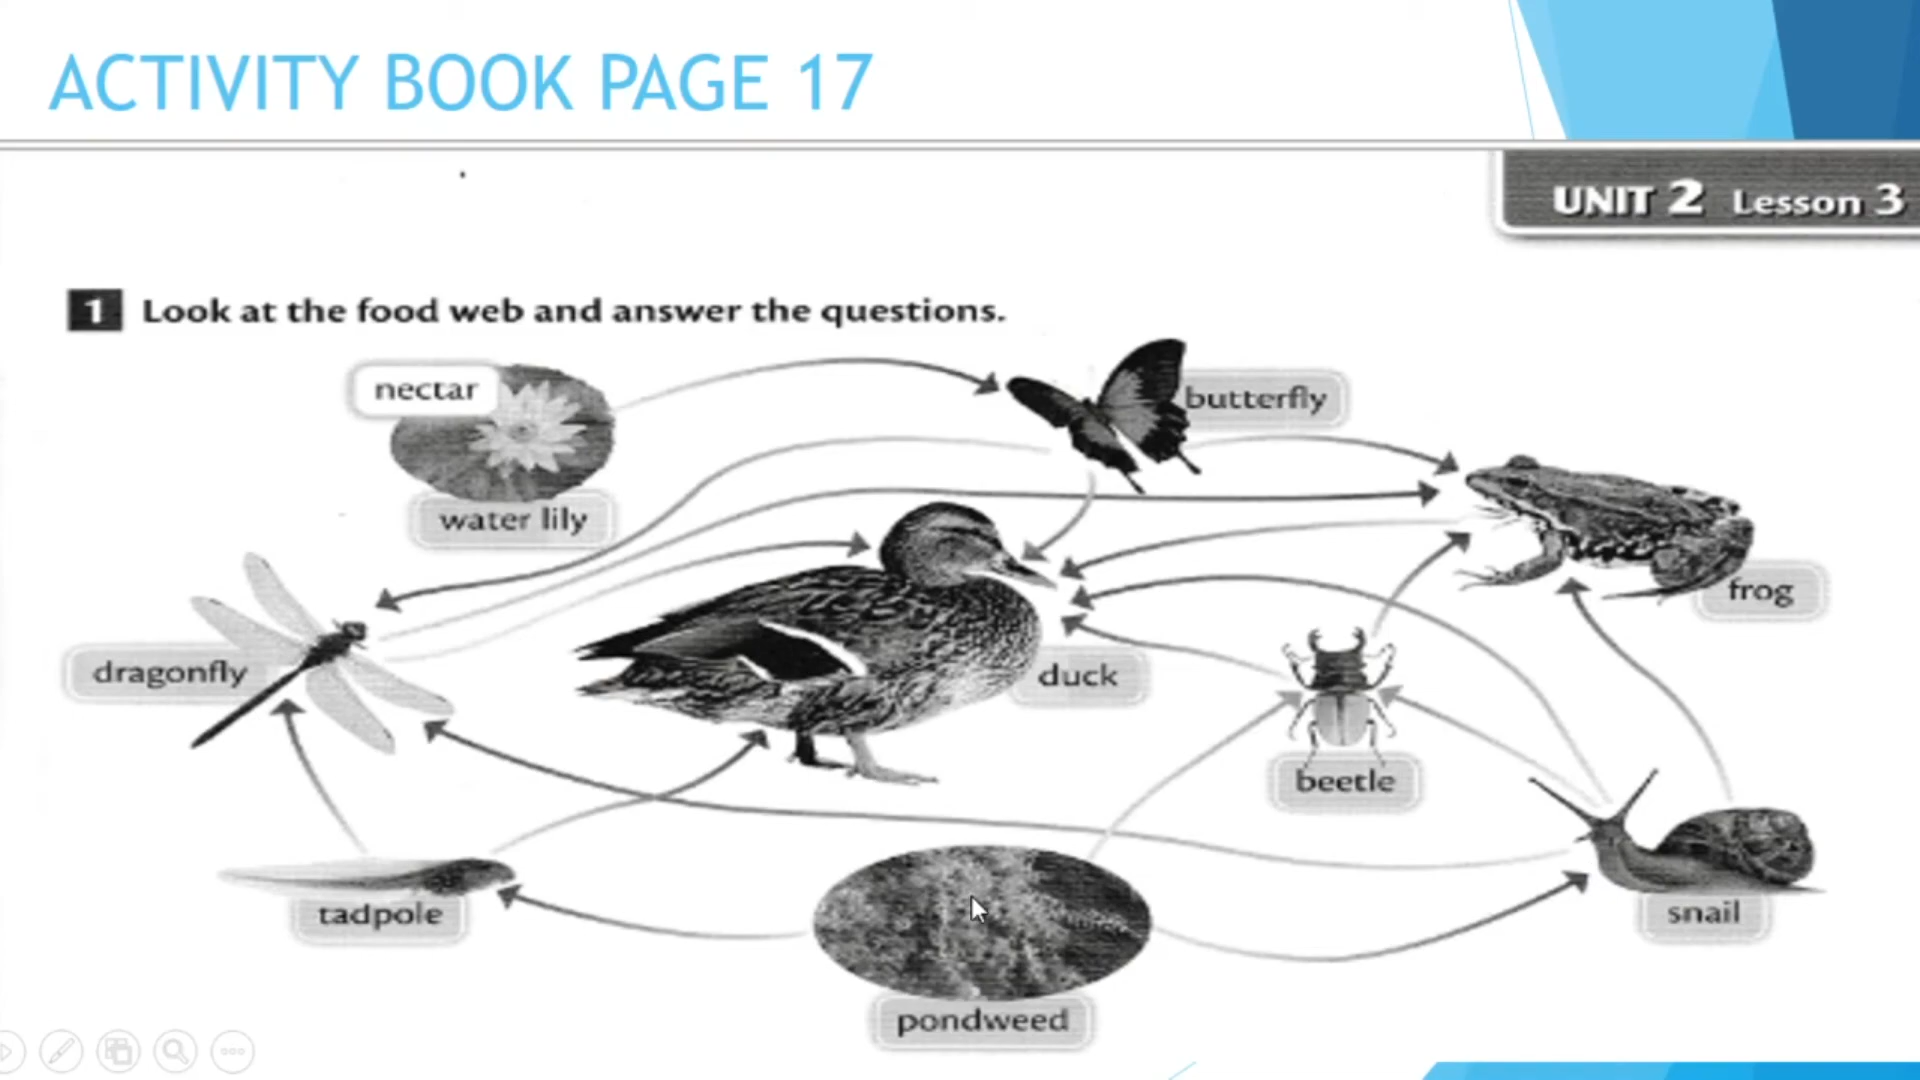 ACTIVITY BOOK PAGE 17
UNIT 2 Lesson 3
1 Look at the food web and answer the questions.
nectar
butterfly
water lily
frog
dragonfly
duck
beetle
tadpole
snail
pondweed